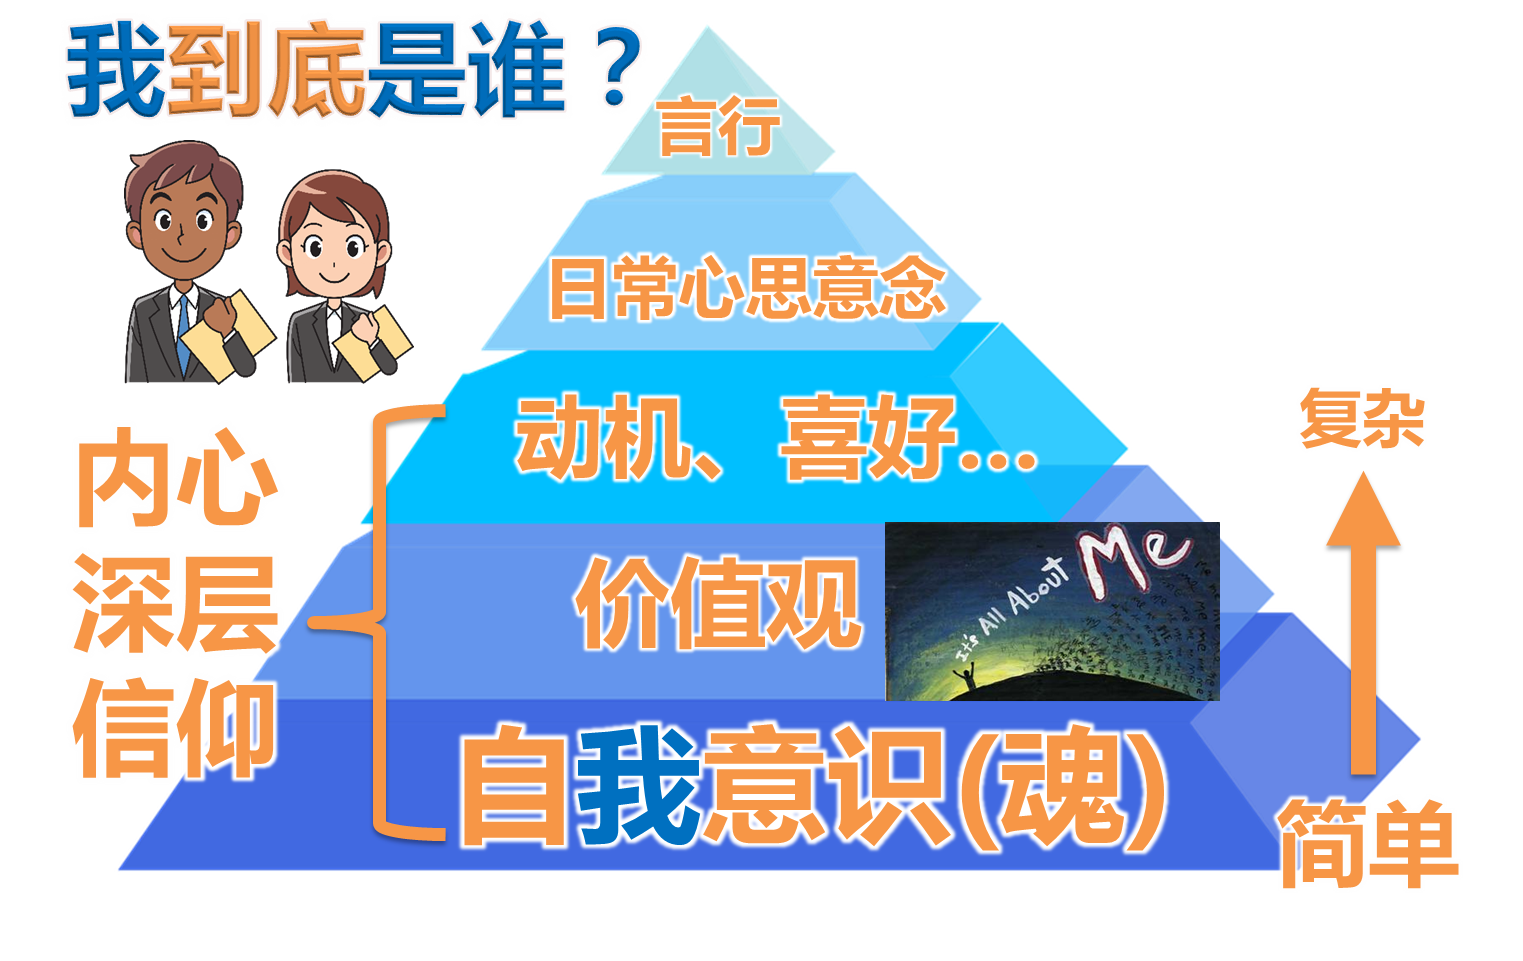 我到底是谁？
言行
日常心思意念
动机、喜好…
复杂
内心
深层
信仰
价值观
It's All About Me
自我意识(魂)
简单